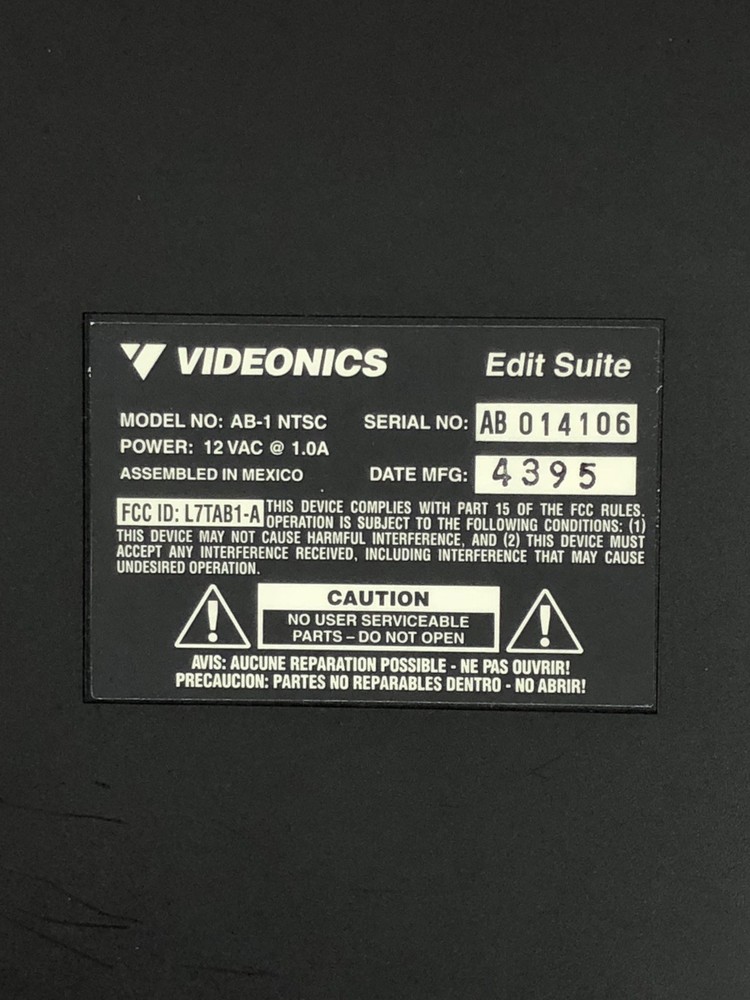 VIDEONICS Edit Suite
MODEL NO: AB-1 NTSC SERIAL NO: AB 014106
POWER: 12 VAC @ 1.0A
ASSEMBLED IN MEXICO DATE MFG: 4395
FCC ID: L7TAB1-A THIS DEVICE COMPLIES WITH PART 15 OF THE FCC RULES.
OPERATION IS SUBJECT TO THE FOLLOWING CONDITIONS: (1)
THIS DEVICE MAY NOT CAUSE HARMFUL INTERFERENCE, AND (2) THIS DEVICE MUST
ACCEPT ANY INTERFERENCE RECEIVED, INCLUDING INTERFERENCE THAT MAY CAUSE
UNDESIRED OPERATION.
CAUTION
NO USER SERVICEABLE
PARTS – DO NOT OPEN
AVIS: AUCUNE REPARATION POSSIBLE - NE PAS OUVRIR!
PRECAUCION: PARTES NO REPARABLES DENTRO - NO ABRIR!